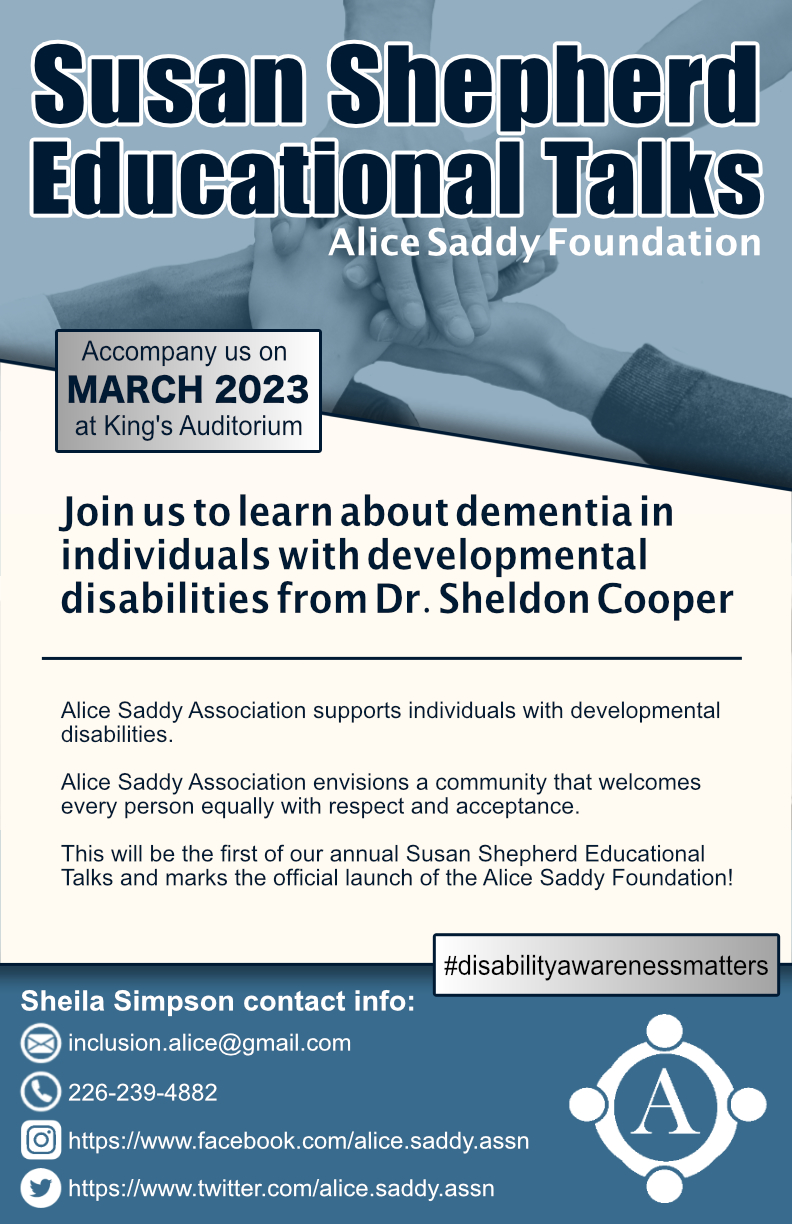 Susan Shepherd
Educational Talks
Alice Saddy Foundation
Accompany us on
MARCH 2023
at King's Auditorium
Join us to learn about dementia in
individuals with developmental
disabilities from Dr. Sheldon Cooper
Alice Saddy Association supports individuals with developmental
disabilities.
Alice Saddy Association envisions a community that welcomes
every person equally with respect and acceptance.
This will be the first of our annual Susan Shepherd Educational
Talks and marks the official launch of the Alice Saddy Foundation!
#disabilityawarenessmatters
Sheila Simpson contact info:
inclusion.alice@gmail.com
226-239-4882
https://www.facebook.com/alice.saddy.assn
https://www.twitter.com/alice.saddy.assn
A